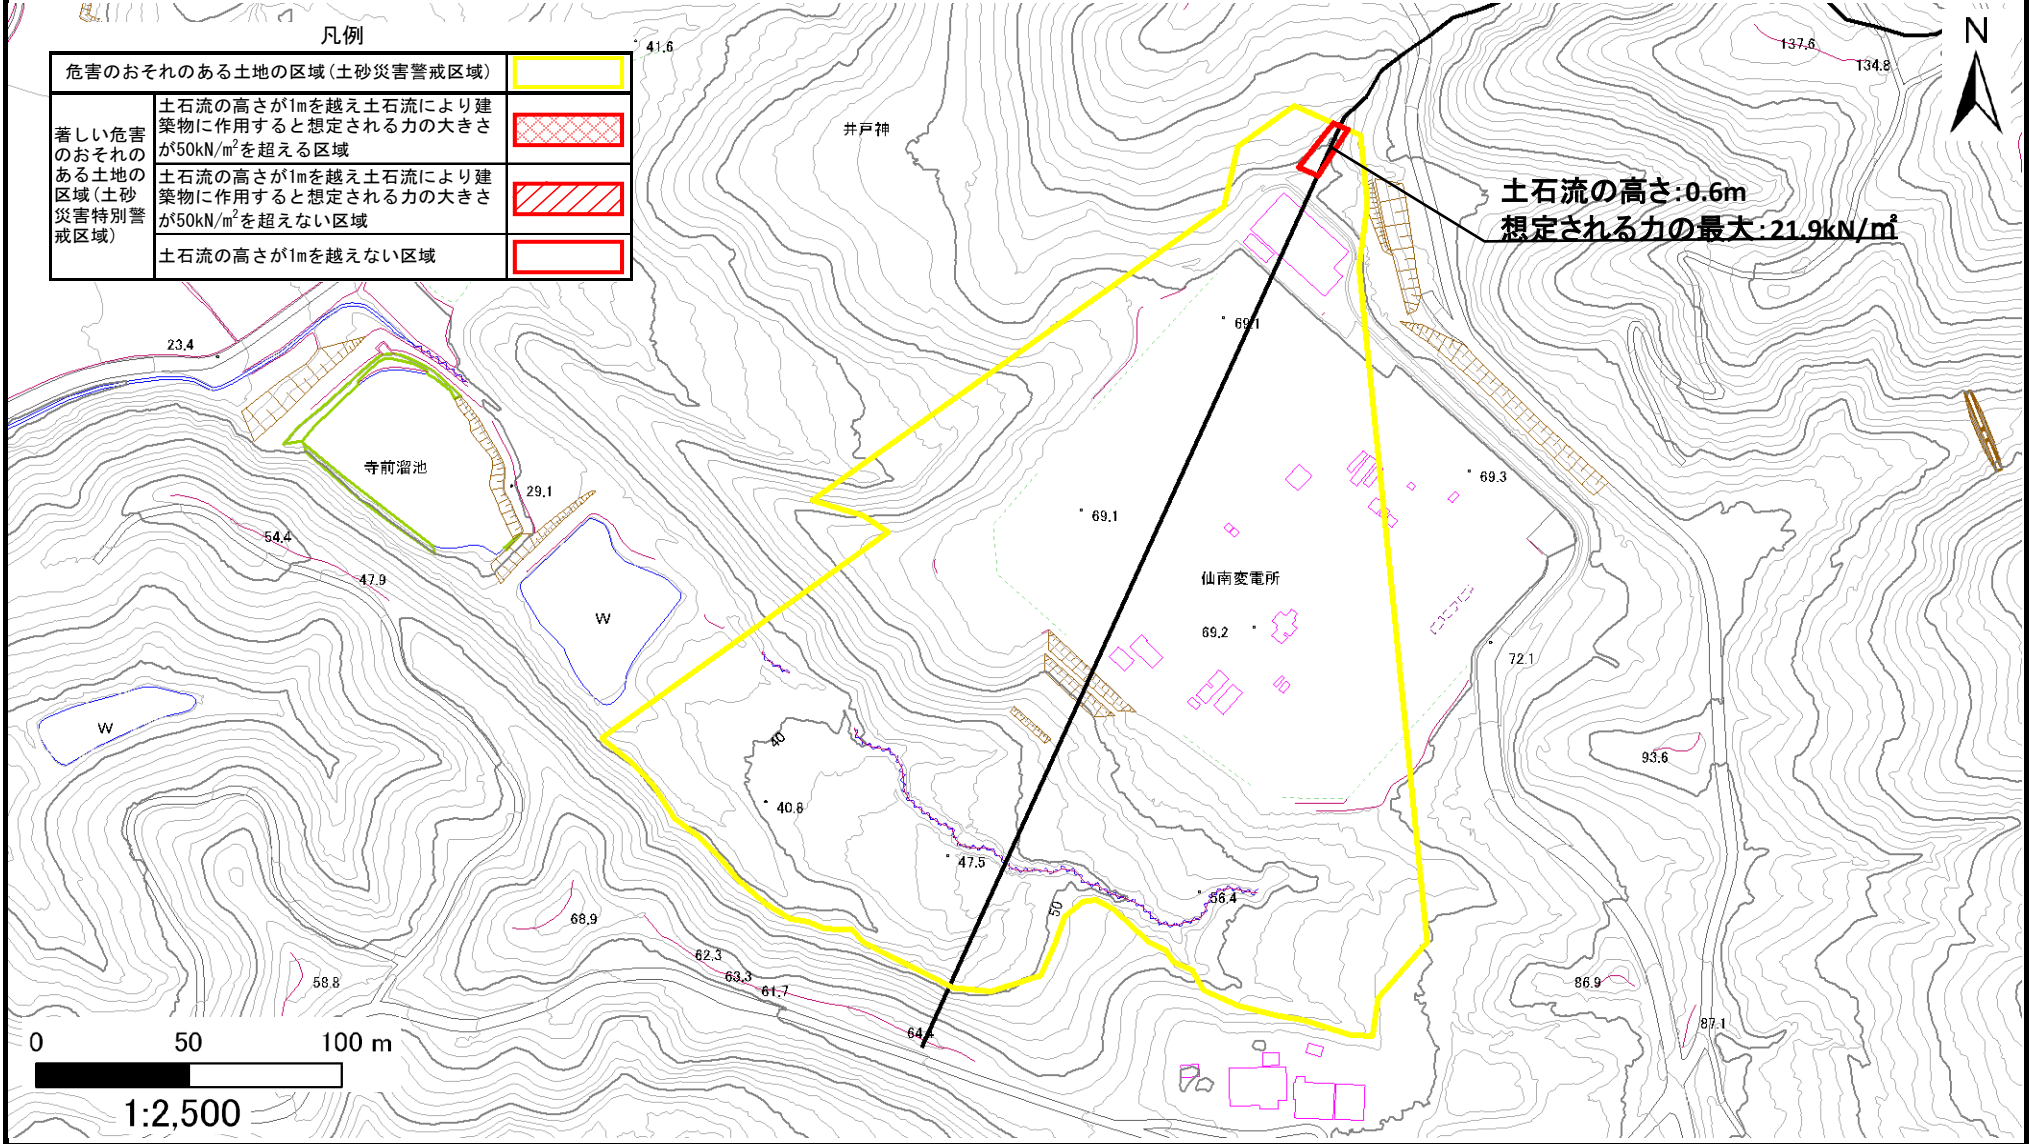 凡例
危害のおそれのある土地の区域(土砂災害警戒区域)
著しい危害
のおそれの
ある土地の
区域(土砂
災害特別警
戒区域)
土石流の高さが1mを越え土石流により建
築物に作用すると想定される力の大きさ
が50kN/m²を超える区域
土石流の高さが1mを越え土石流により建
築物に作用すると想定される力の大きさ
が50kN/m²を超えない区域
土石流の高さが1mを越えない区域
41.6
137.6
134.8
N
井戸神
土石流の高さ:0.6m
想定される力の最大:21.9kN/㎡
69.1
23.4
寺前溜池
29.1
69.3
69.1
54.4
47.9
仙南変電所
W
69.2
72.1
W
40
93.6
40.8
47.5
56.4
50
68.9
62.3
63.3
61.7
58.8
86.9
64.4
87.1
0 50 100 m
1:2,500